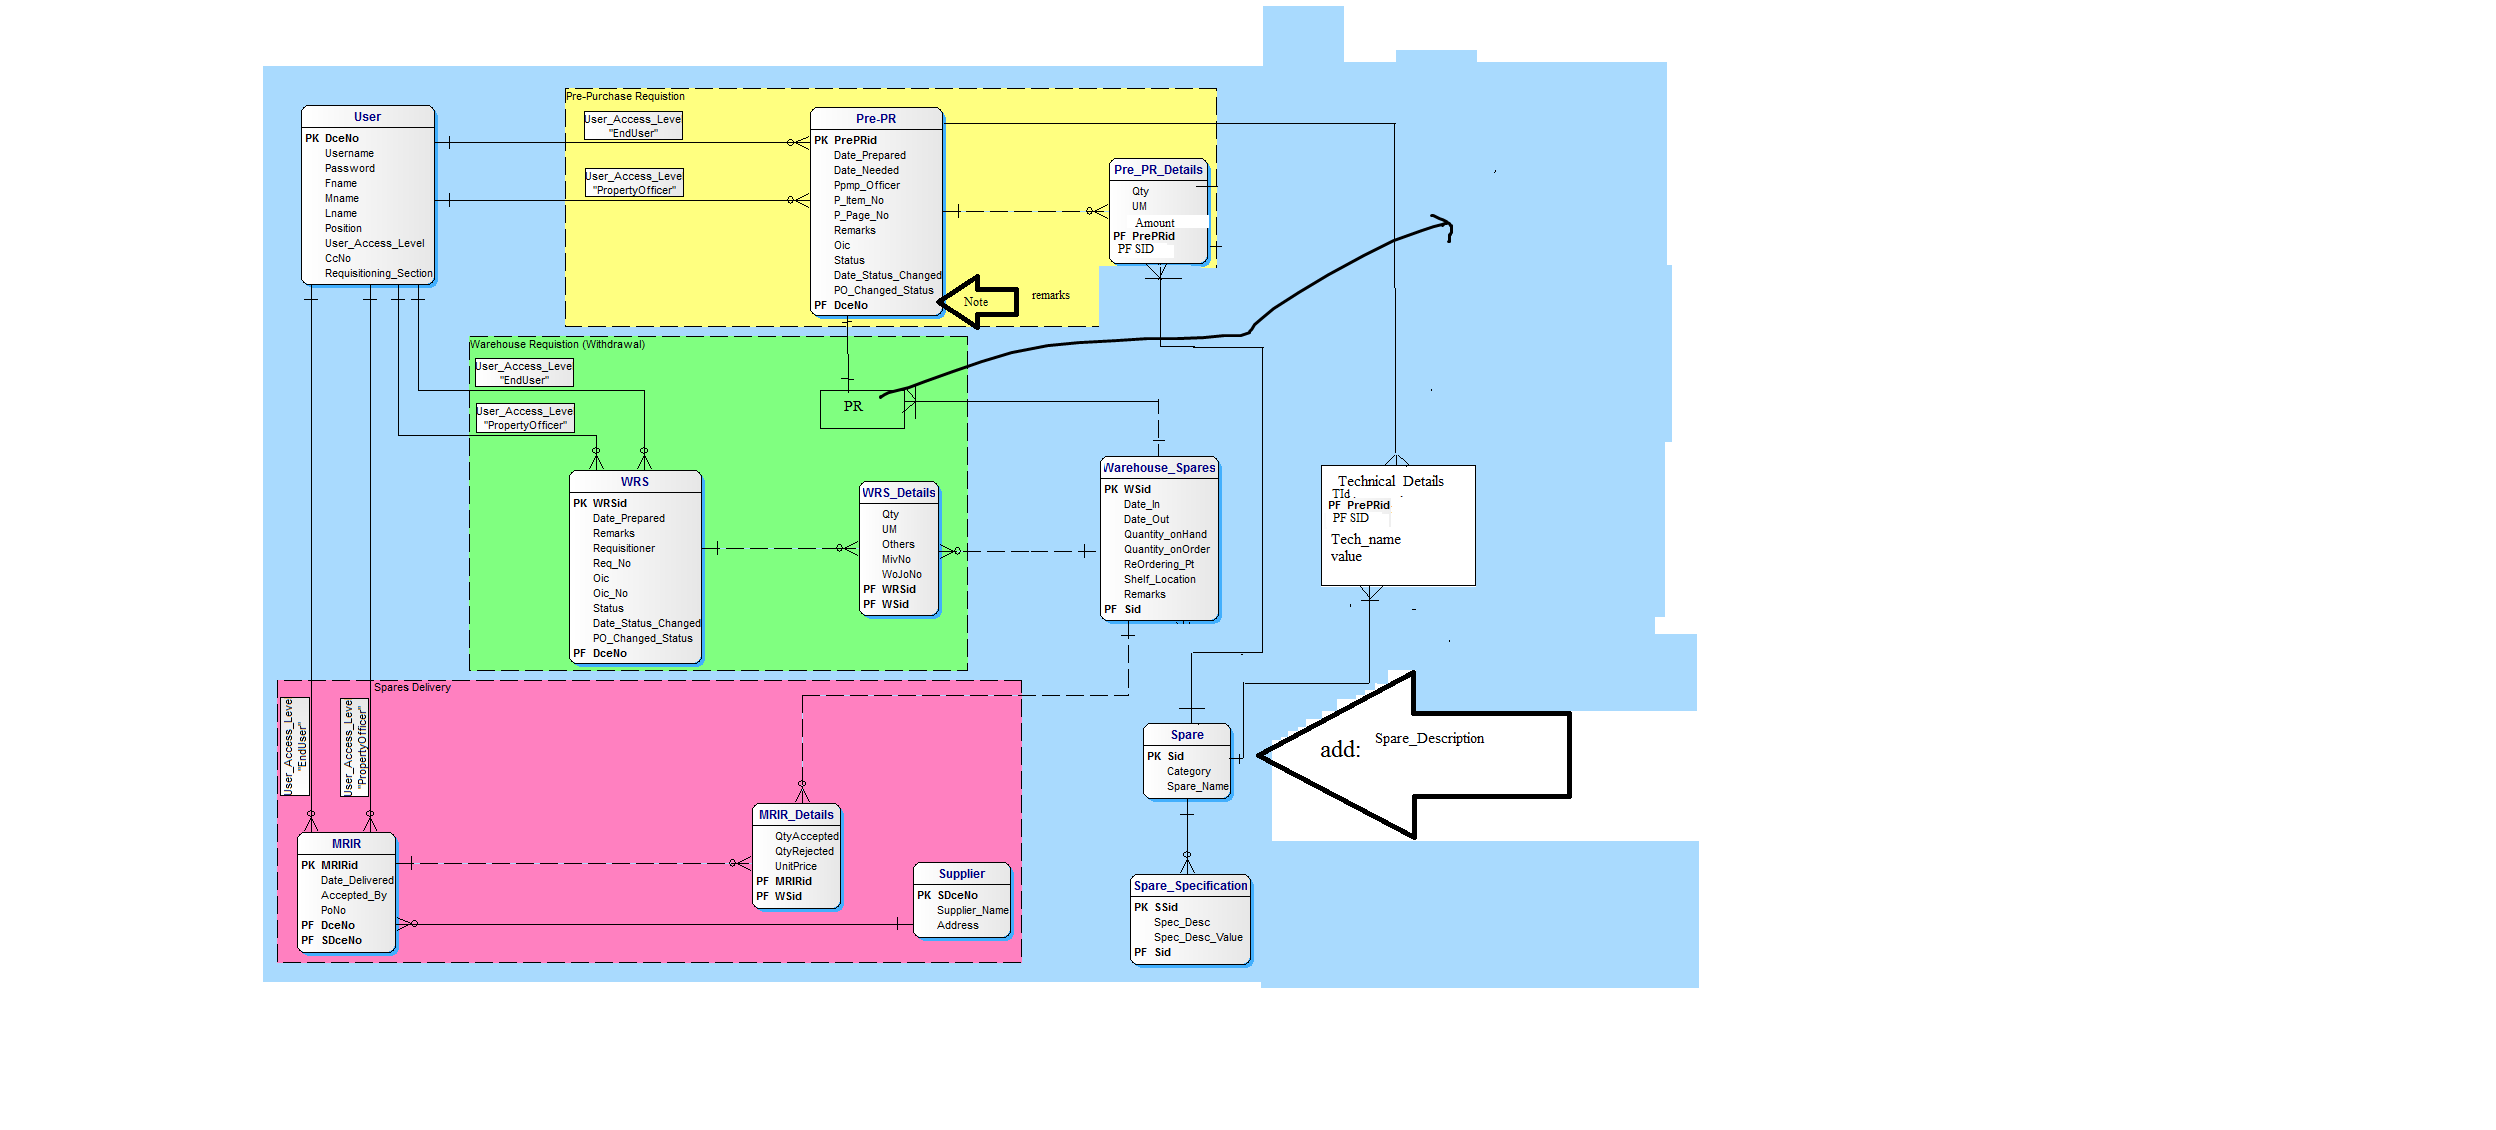 User
PK DceNo
Username
Password
Fname
Mname
Lname
Position
User_Access_Level
CcNo
Requisitioning_Section
Pre-Purchase Requistion
User_Access_Leve
"EndUser"
User_Access_Leve
"PropertyOfficer"
Pre-PR
PK PrePRid
Date_Prepared
Date_Needed
Ppmp_Officer
P_Item_No
P_Page_No
Remarks
Oic
Status
Date_Status_Changed
PO_Changed_Status
PF DceNo
Note
remarks
Pre_PR_Details
Qty
UM
Amount
PF PrePRid
PF SID
Warehouse Requistion (Withdrawal)
User_Access_Leve
"EndUser"
User_Access_Leve
"PropertyOfficer"
PR
WRS
PK WRSid
Date_Prepared
Remarks
Requisitioner
Req_No
Oic
Oic_No
Status
Date_Status_Changed
PO_Changed_Status
PF DceNo
WRS_Details
Qty
UM
Others
MivNo
WoJoNo
PF WRSid
PF WSid
Warehouse_Spares
PK WSid
Date_In
Date_Out
Quantity_onHand
Quantity_onOrder
ReOrdering_Pt
Shelf_Location
Remarks
PF Sid
Technical_Details
TId
PF PrePRid
PF SID
Tech_name
value
Spares Delivery
User_Access_Leve
"EndUser"
User_Access_Leve
"PropertyOfficer"
MRIR
PK MRIRid
Date_Delivered
Accepted_By
PoNo
PF DceNo
PF SDceNo
MRIR_Details
QtyAccepted
QtyRejected
UnitPrice
PF MRIRid
PF WSid
Supplier
PK SDceNo
Supplier_Name
Address
Spare
PK Sid
Category
Spare_Name
add: Spare_Description
Spare_Specification
PK SSid
Spec_Desc
Spec_Desc_Value
PF Sid